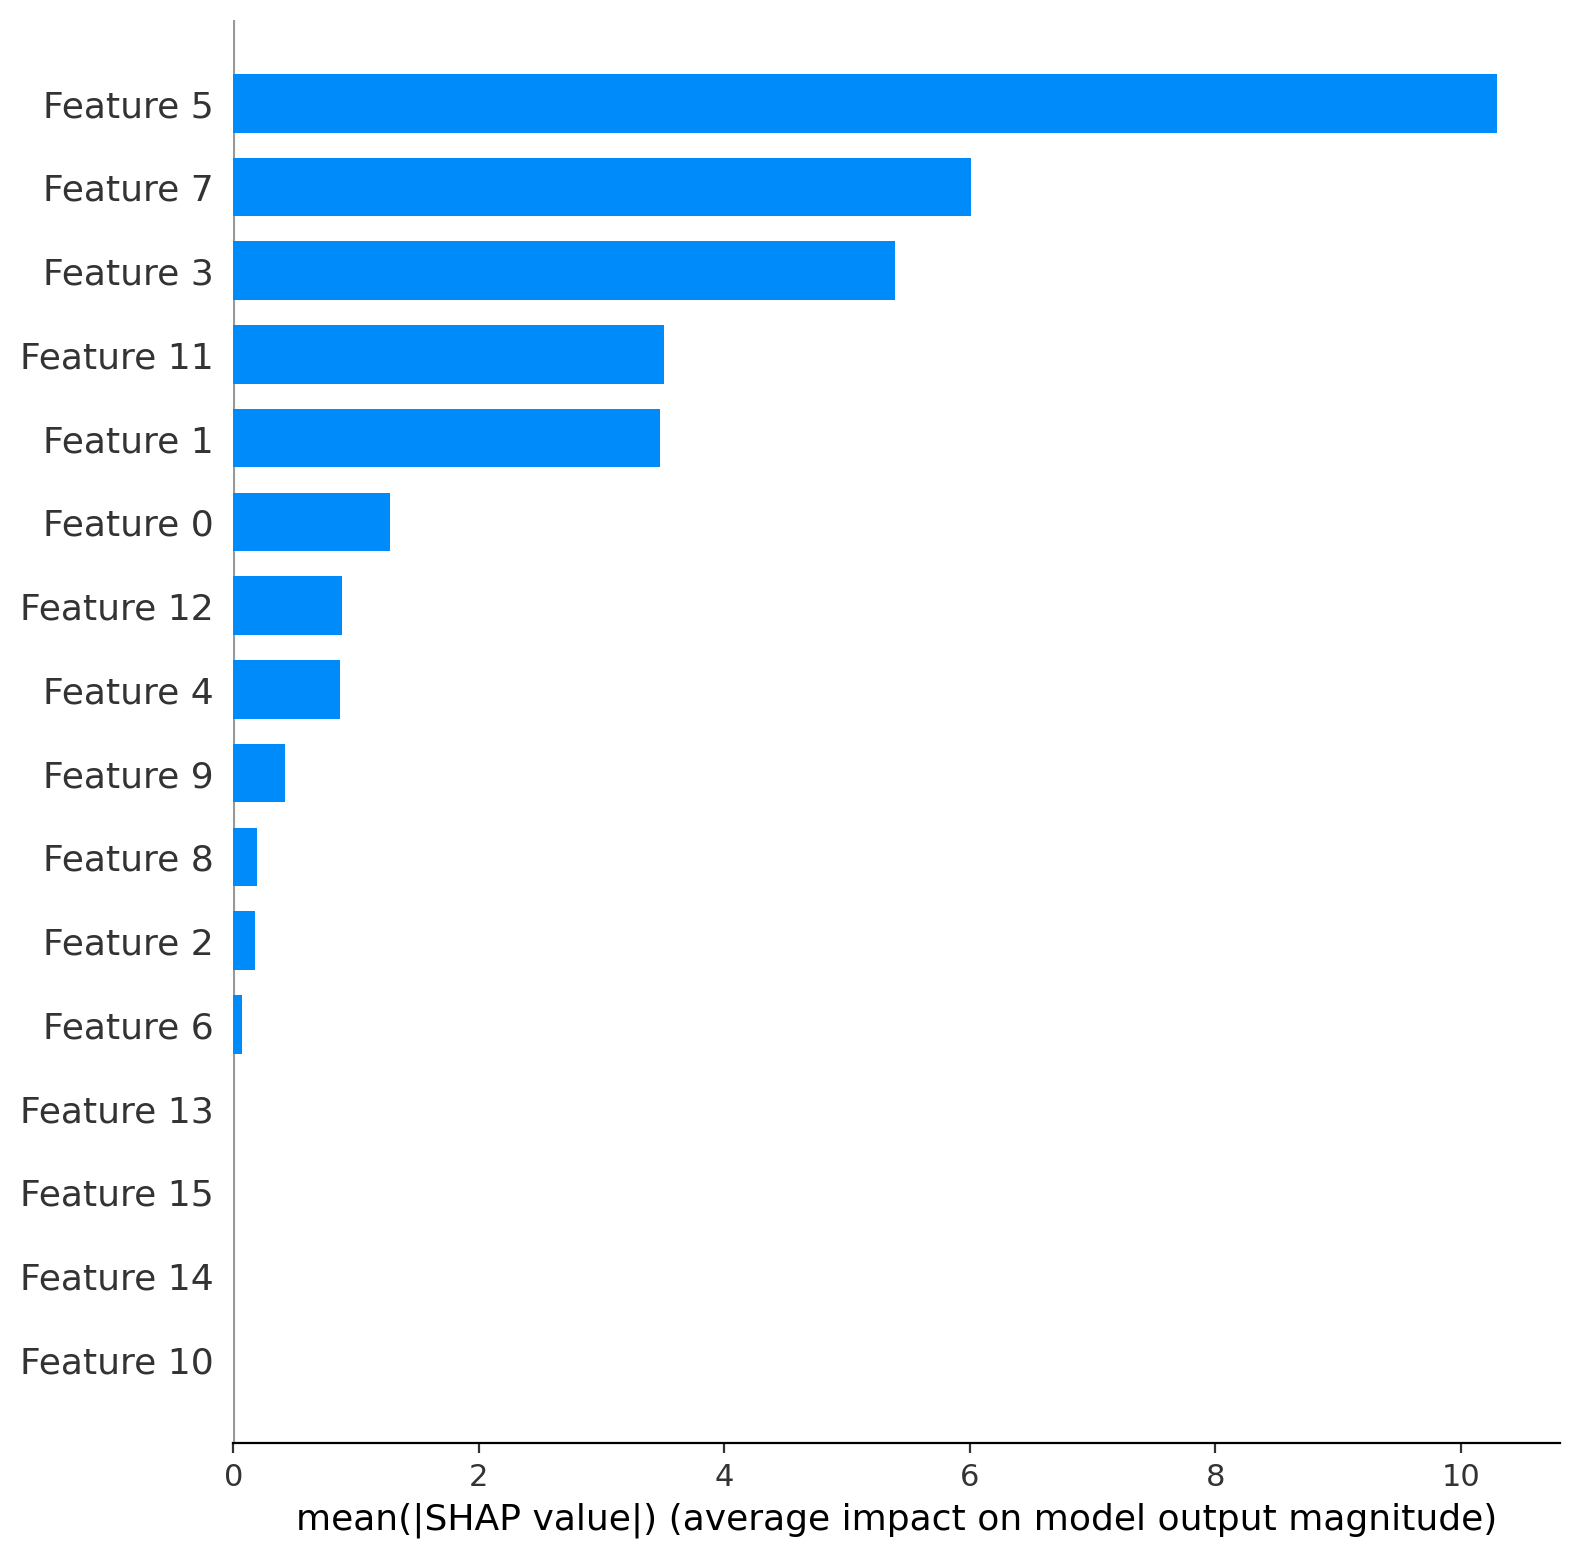 Feature 5
Feature 7
Feature 3
Feature 11
Feature 1
Feature 0
Feature 12
Feature 4
Feature 9
Feature 8
Feature 2
Feature 6
Feature 13
Feature 15
Feature 14
Feature 10
0 2 4 6 8 10
mean(|SHAP value|) (average impact on model output magnitude)